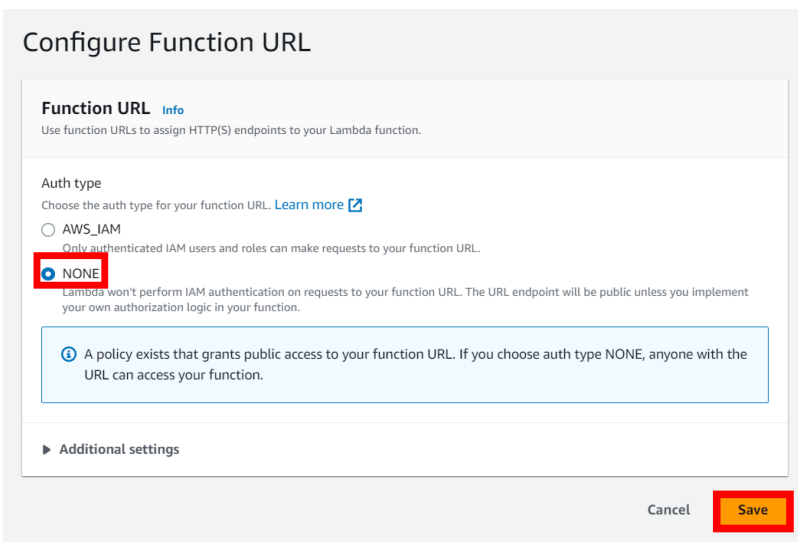 Configure Function URL
Function URL Info
Use function URLs to assign HTTP(S) endpoints to your Lambda function.
Auth type
Choose the auth type for your function URL. Learn more
AWS_IAM
Only authenticated IAM users and roles can make requests to your function URL.
NONE
Lambda won't perform IAM authentication on requests to your function URL. The URL endpoint will be public unless you implement
your own authorization logic in your function.
A policy exists that grants public access to your function URL. If you choose auth type NONE, anyone with the
URL can access your function.
Additional settings
Cancel Save